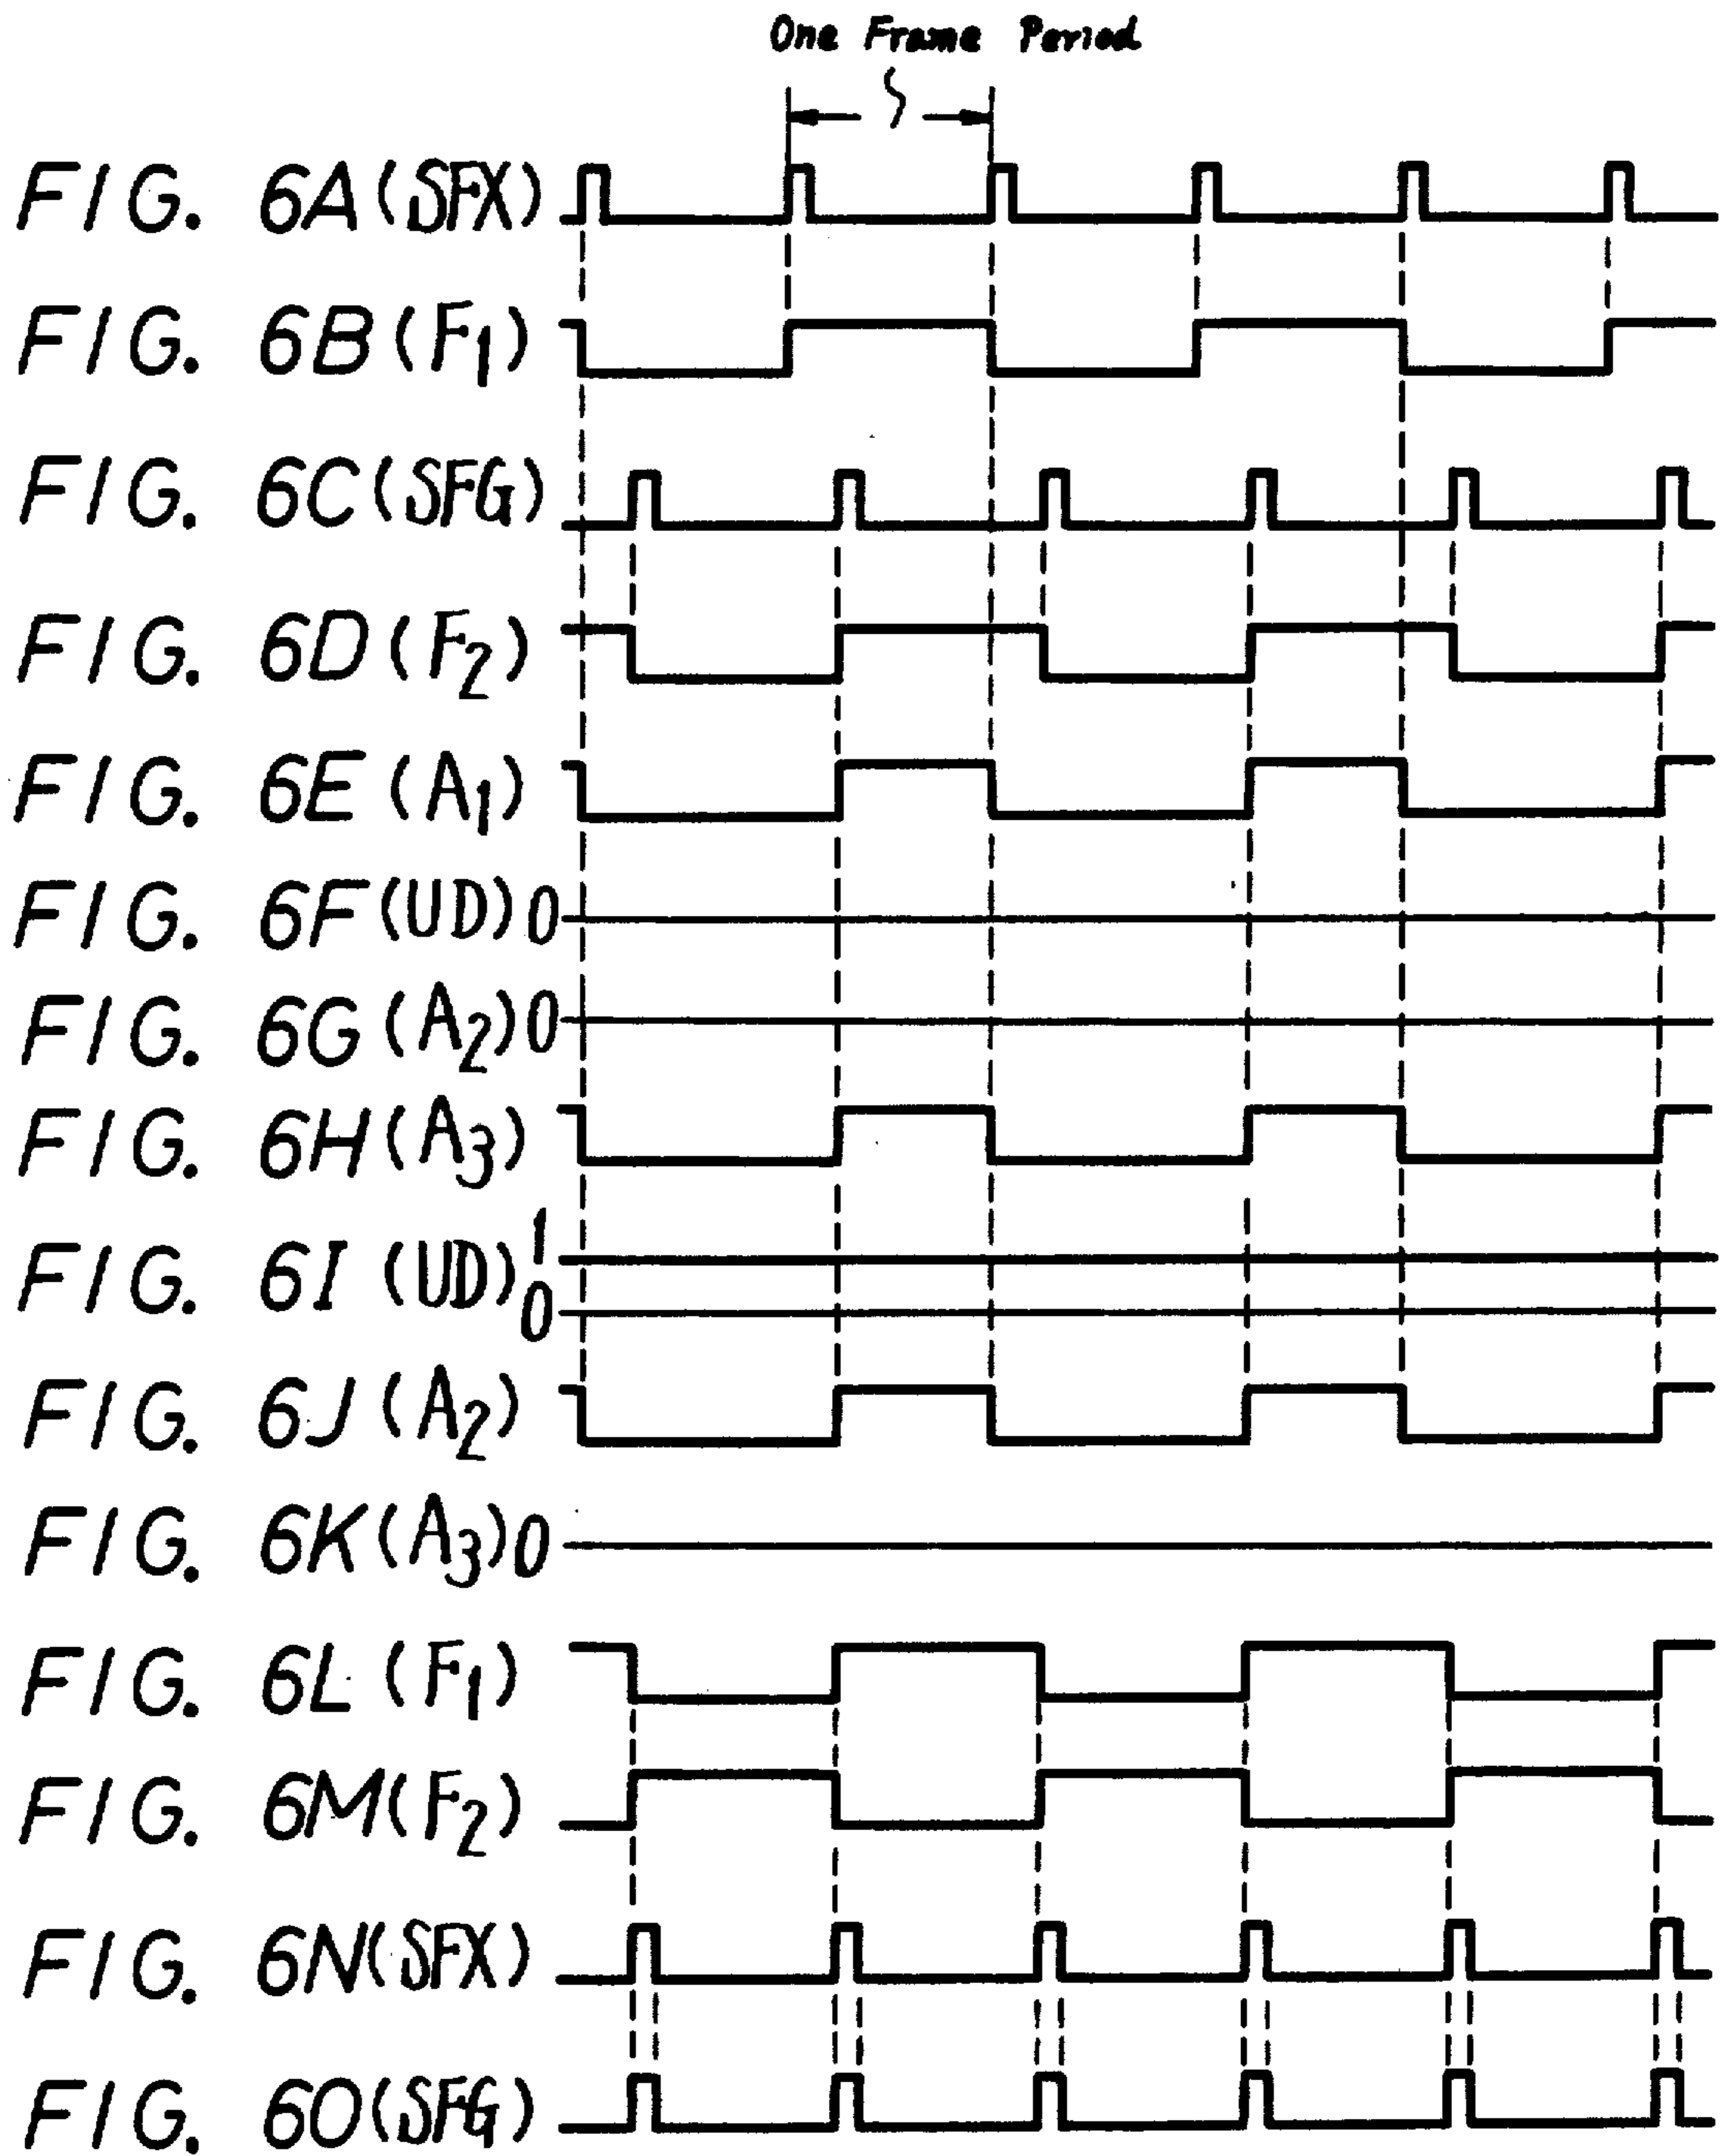 One Frame Period
FIG. 6A (SFX)
FIG. 6B (F1)
FIG. 6C (SFG)
FIG. 6D (F2)
FIG. 6E (A1)
FIG. 6F (UD) 0
FIG. 6G (A2) 0
FIG. 6H (A3)
FIG. 6I (UD) 1
0
FIG. 6J (A2)
FIG. 6K (A3) 0
FIG. 6L (F1)
FIG. 6M (F2)
FIG. 6N (SFX)
FIG. 6O (SFG)